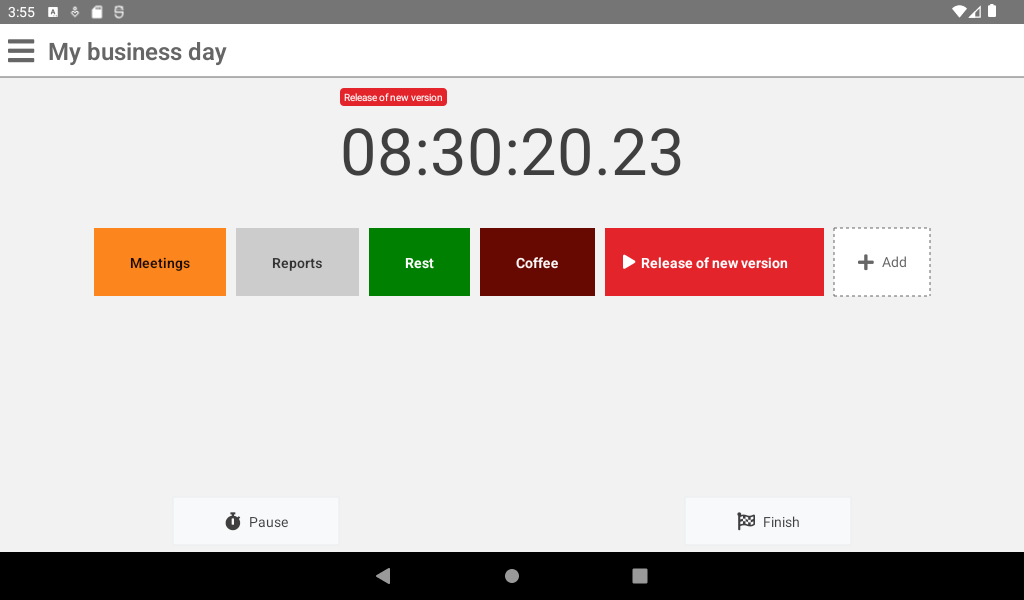 3:55
My business day
Release of new version
08:30:20.23
Meetings
Reports
Rest
Coffee
Release of new version
Add
Pause
Finish